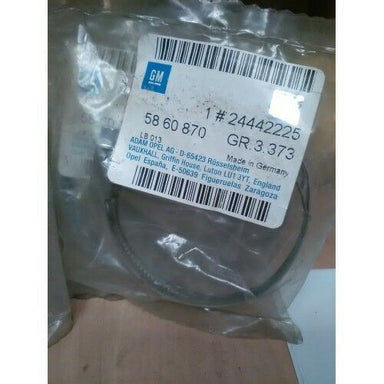 GM
1 # 24442225
58 60 870 GR.3.373
LB 013 Made in Germany
ADAM OPEL AG - D-65423 Rüsselsheim
VAUXHALL, Griffin House, Luton LU1 3YT, England
Opel España, E-50639 Figueruelas Zaragoza